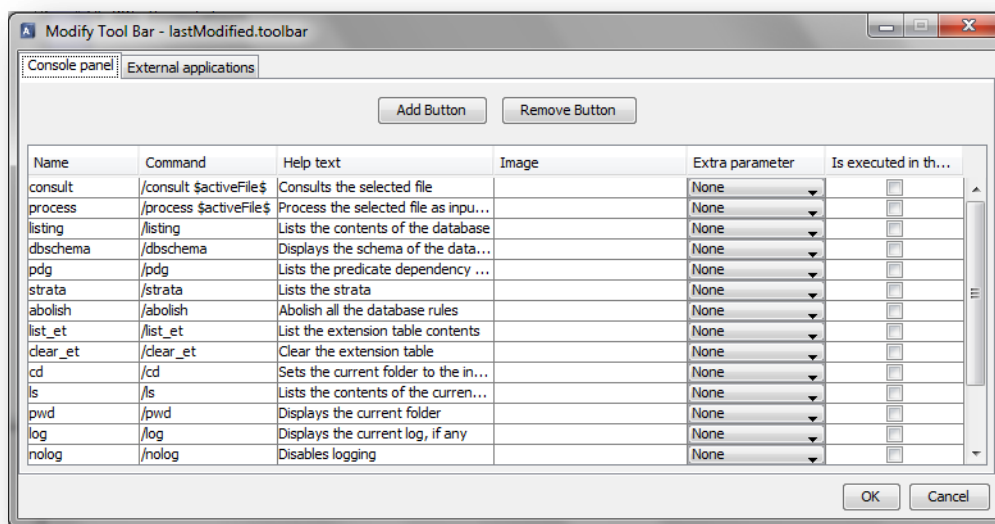 Modify Tool Bar - lastModified.toolbar
Console panel External applications
Add Button Remove Button
Name Command Help text Image Extra parameter Is executed in th...
consult /consult $activeFile$ Consults the selected file None
process /process $activeFile$ Process the selected file as inpu... None
listing /listing Lists the contents of the database None
dbschema /dbschema Displays the schema of the data... None
pdg /pdg Lists the predicate dependency ... None
strata /strata Lists the strata None
abolish /abolish Abolish all the database rules None
list_et /list_et List the extension table contents None
clear_et /clear_et Clear the extension table None
cd /cd Sets the current folder to the in... None
ls /ls Lists the contents of the curren... None
pwd /pwd Displays the current folder None
log /log Displays the current log, if any None
nolog /nolog Disables logging None
OK Cancel